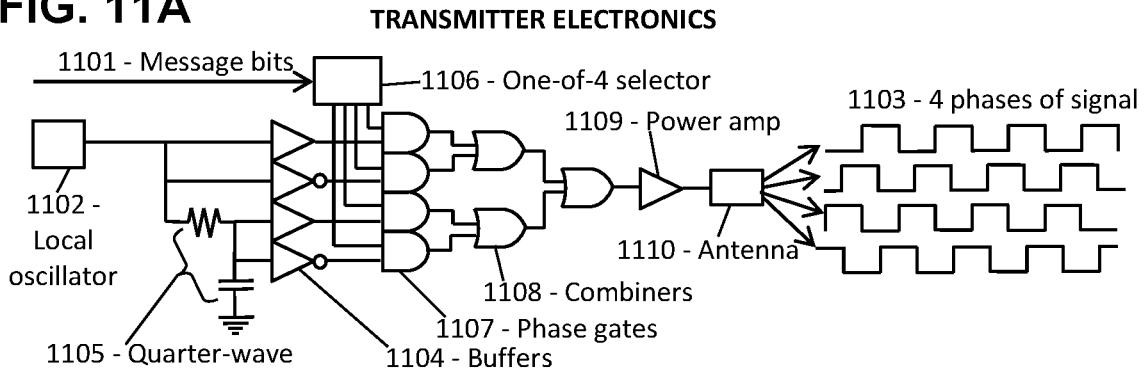 FIG. 11A
TRANSMITTER ELECTRONICS
1101 - Message bits
1106 - One-of-4 selector
1103 - 4 phases of signal
1109 - Power amp
1102 -
Local
oscillator
1110 - Antenna
1108 - Combiners
1107 - Phase gates
1105 - Quarter-wave
1104 - Buffers